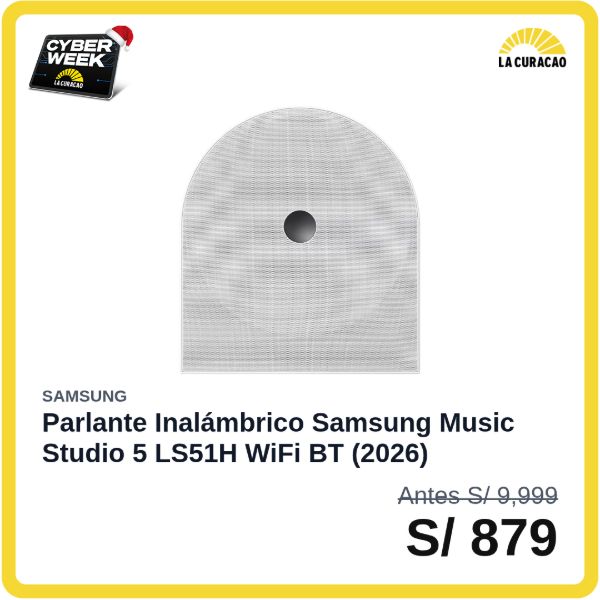 CYBER
WEEK
LA CURACAO
LA CURACAO
SAMSUNG
Parlante Inalámbrico Samsung Music
Studio 5 LS51H WiFi BT (2026)
Antes S/ 9,999
S/ 879